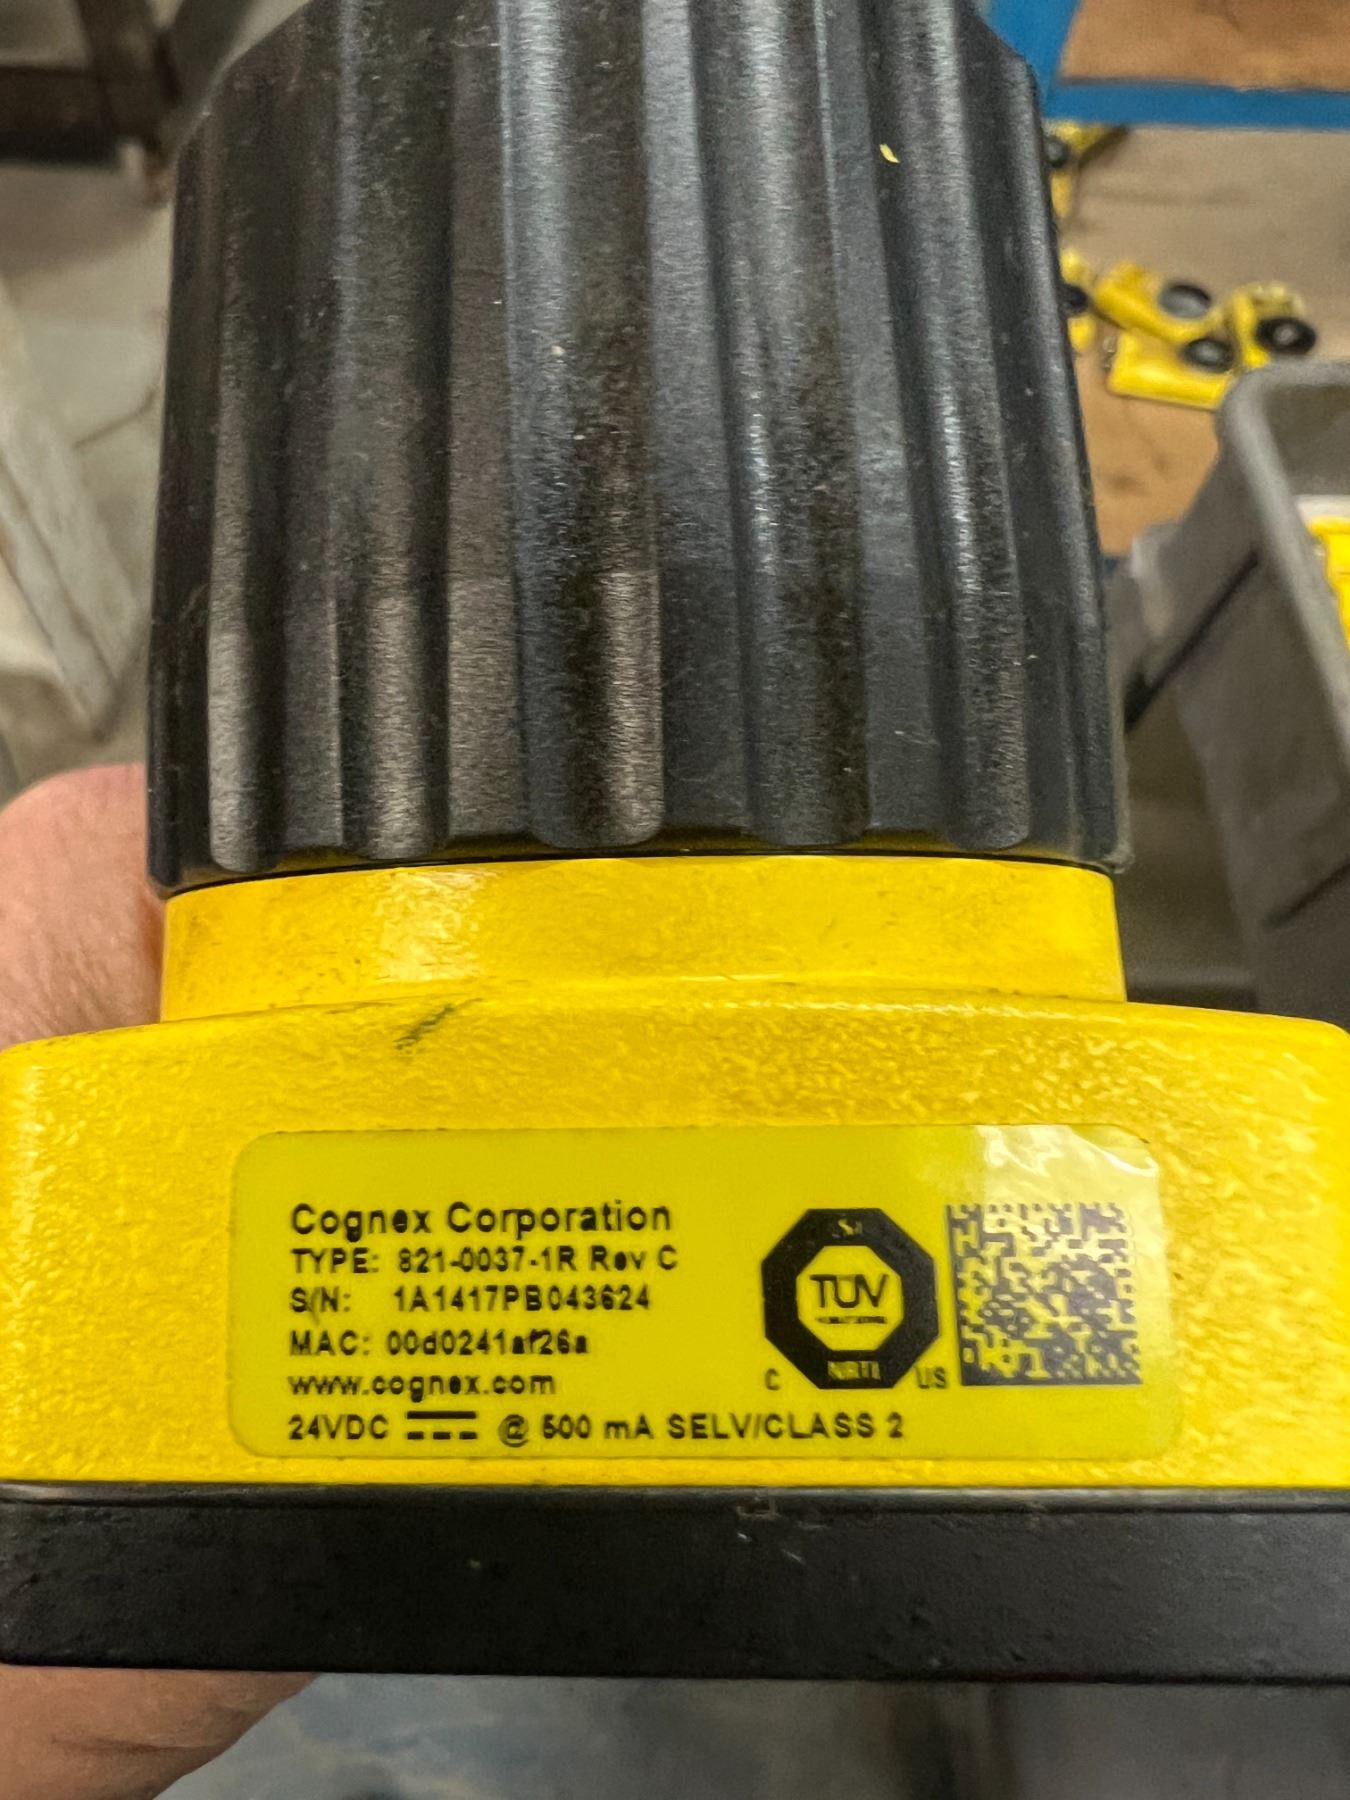 Cognex Corporation
TYPE: 821-0037-1R Rev C
S/N: 1A1417PB043624
MAC: 00d0241af26a
www.cognex.com
24VDC @ 500 mA SELV/CLASS 2
TÜV
NRTL
C US